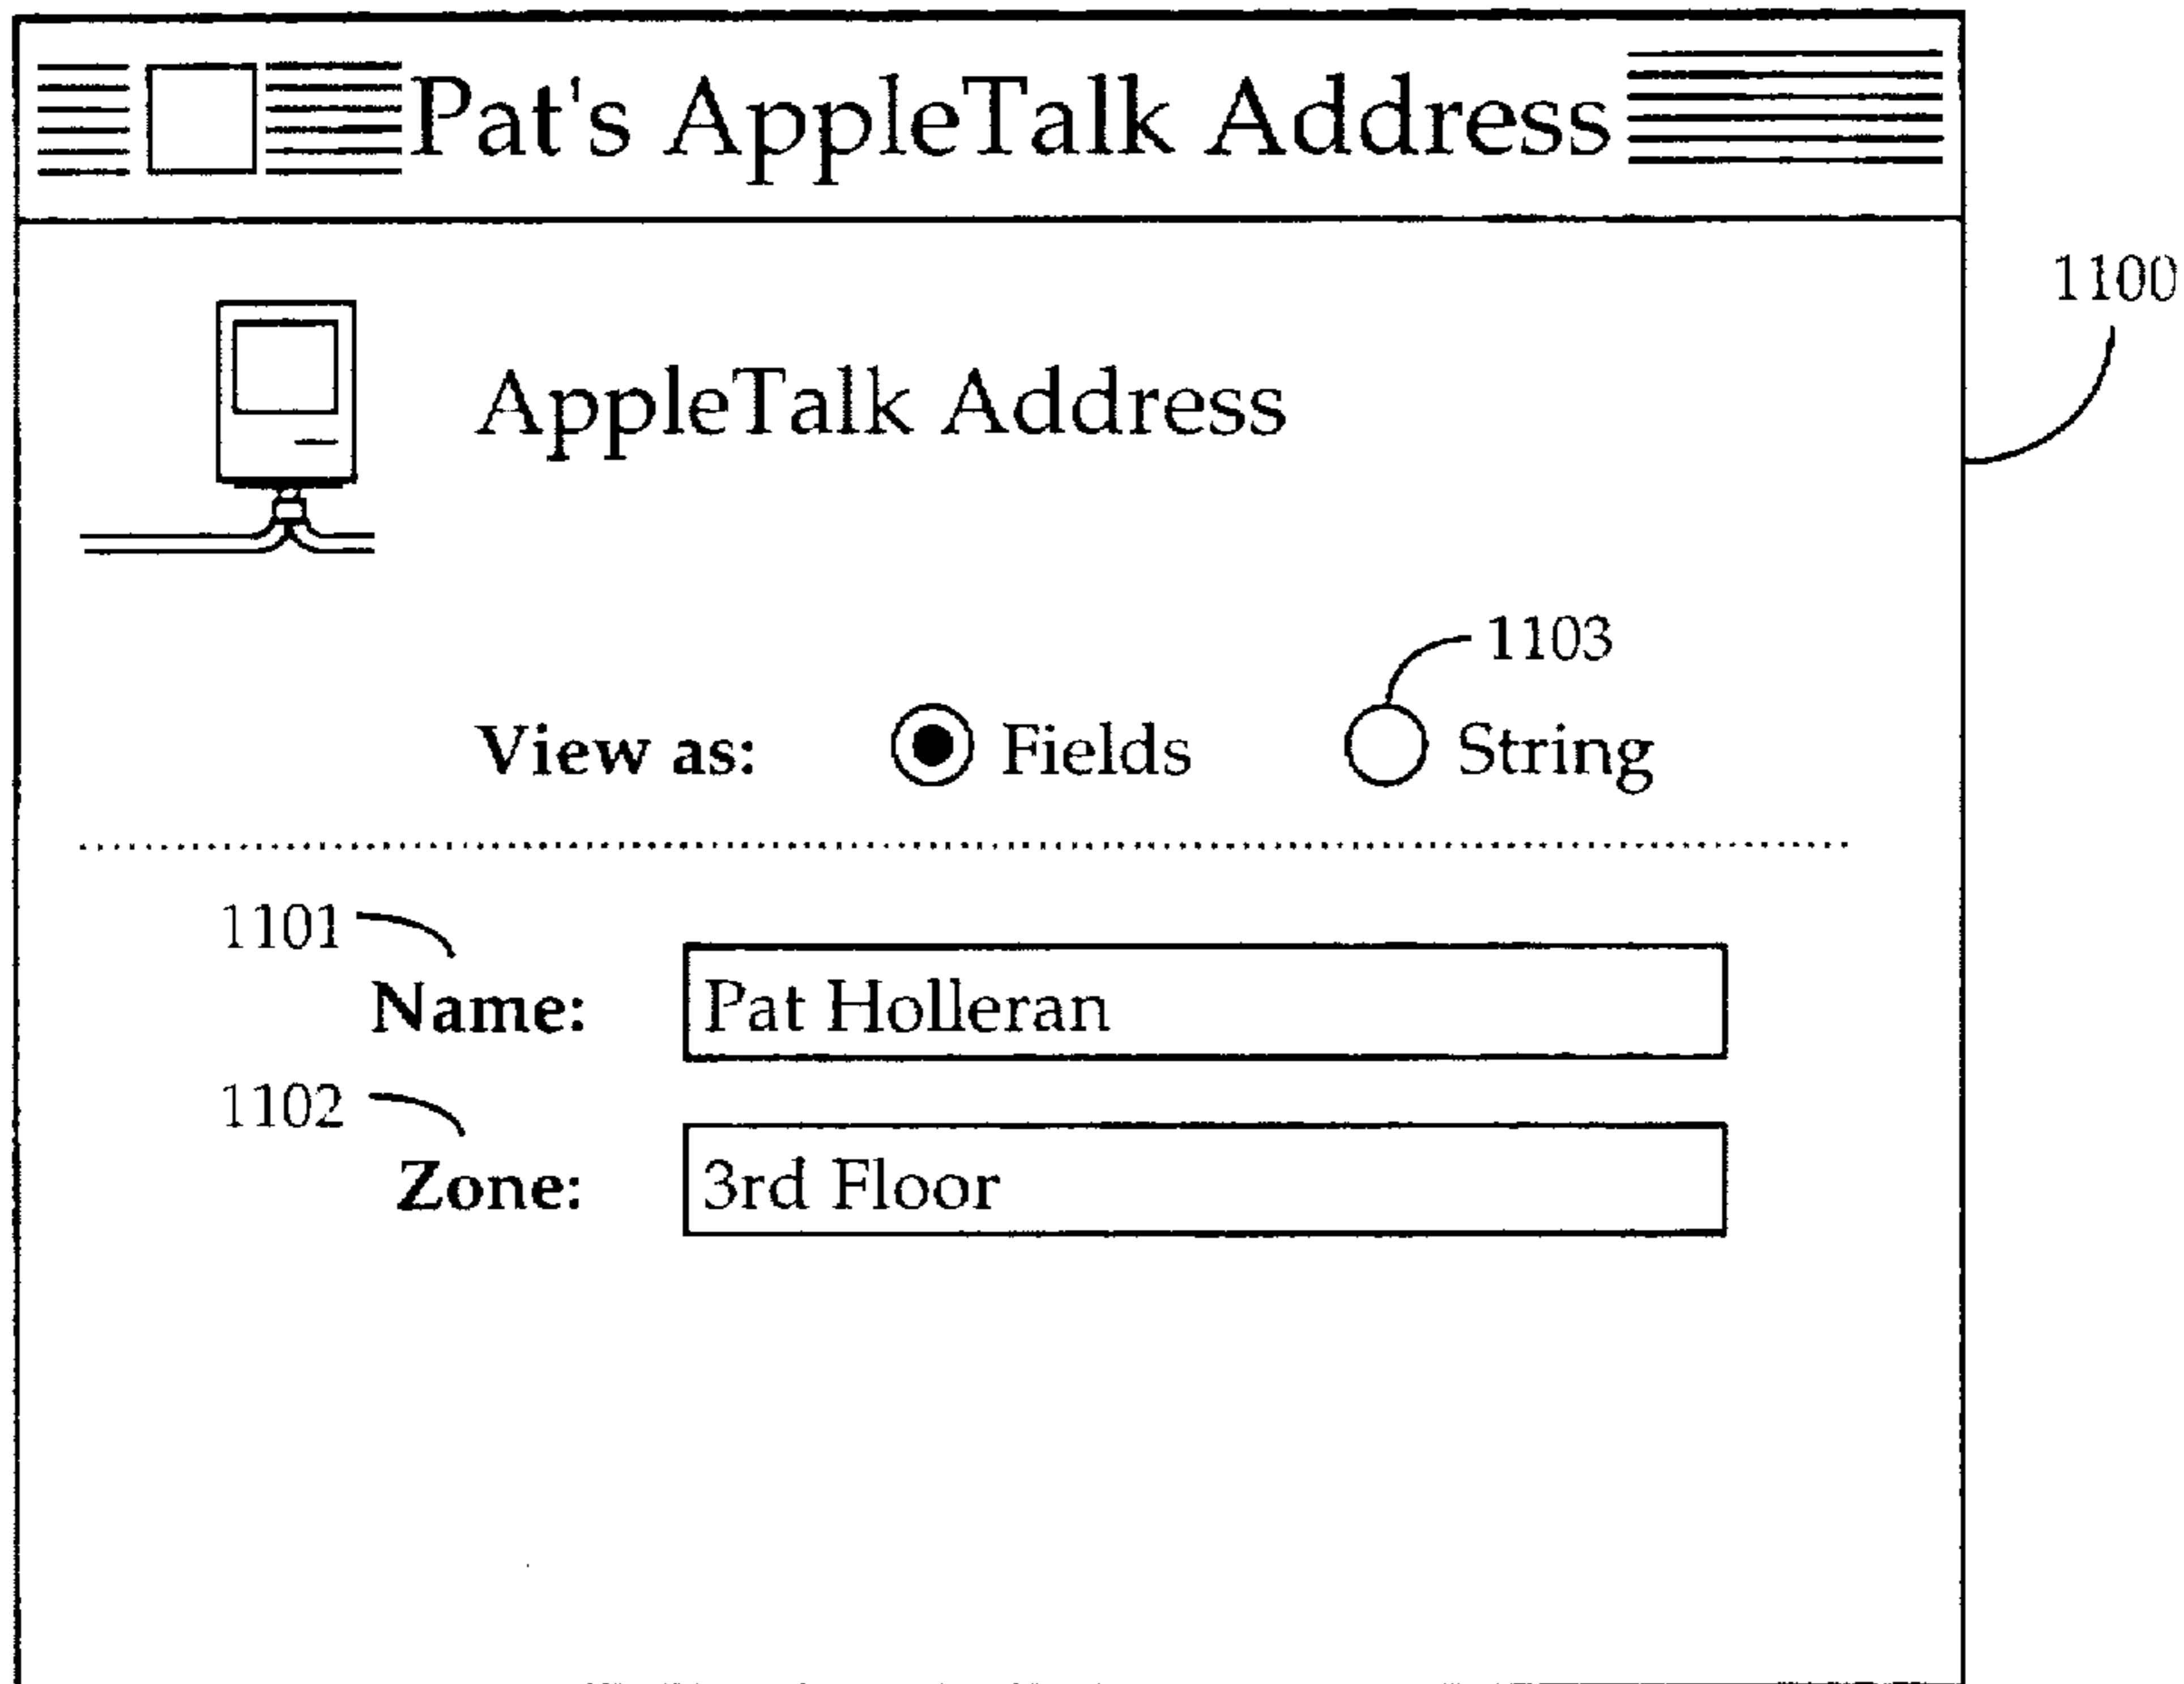 Pat's AppleTalk Address
1100
AppleTalk Address
1103
View as: Fields String
1101
Name: Pat Holleran
1102
Zone: 3rd Floor